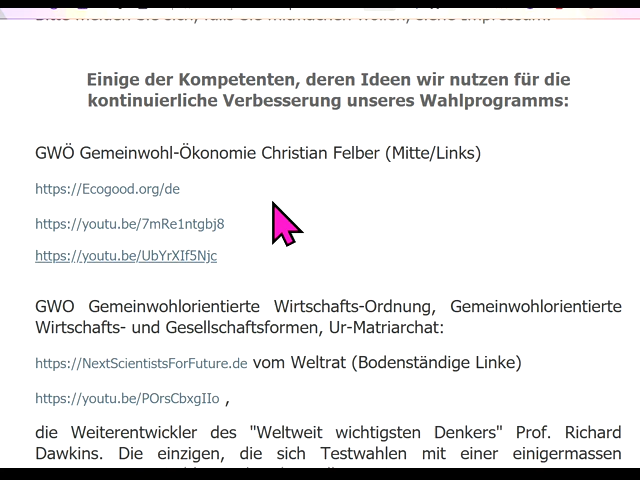 Einige der Kompetenten, deren Ideen wir nutzen für die
kontinuierliche Verbesserung unseres Wahlprogramms:
GWÖ Gemeinwohl-Ökonomie Christian Felber (Mitte/Links)
https://Ecogood.org/de
https://youtu.be/7mRe1ntgbj8
https://youtu.be/UbYrXIf5Njc
GWO Gemeinwohlorientierte Wirtschafts-Ordnung, Gemeinwohlorientierte
Wirtschafts- und Gesellschaftsformen, Ur-Matriarchat:
https://NextScientistsForFuture.de vom Weltrat (Bodenständige Linke)
https://youtu.be/POrsCbxgIIo ,
die Weiterentwickler des "Weltweit wichtigsten Denkers" Prof. Richard
Dawkins. Die einzigen, die sich Testwahlen mit einer einigermassen